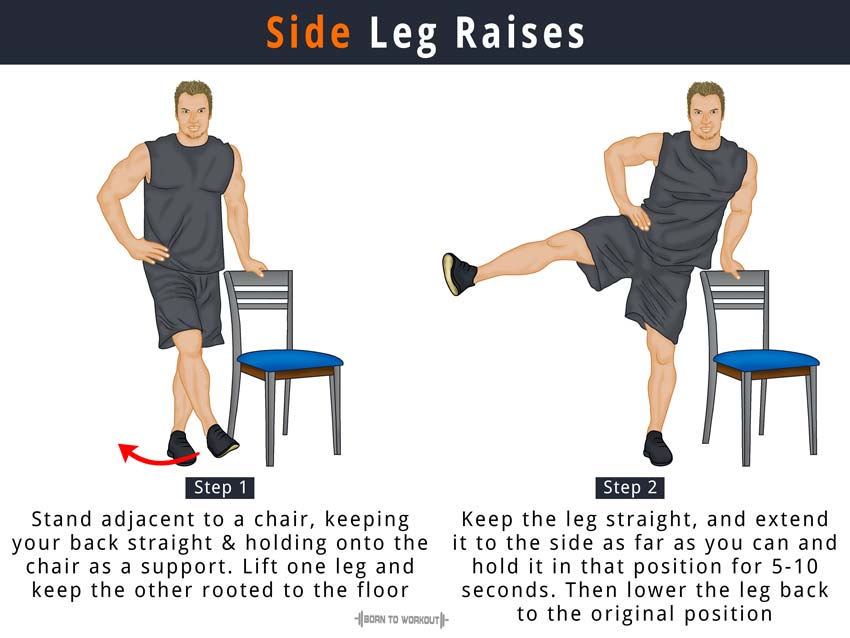 Side Leg Raises
Step 1
Stand adjacent to a chair, keeping
your back straight & holding onto the
chair as a support. Lift one leg and
keep the other rooted to the floor
Step 2
Keep the leg straight, and extend
it to the side as far as you can and
hold it in that position for 5-10
seconds. Then lower the leg back
to the original position
BORN TO WORKOUT